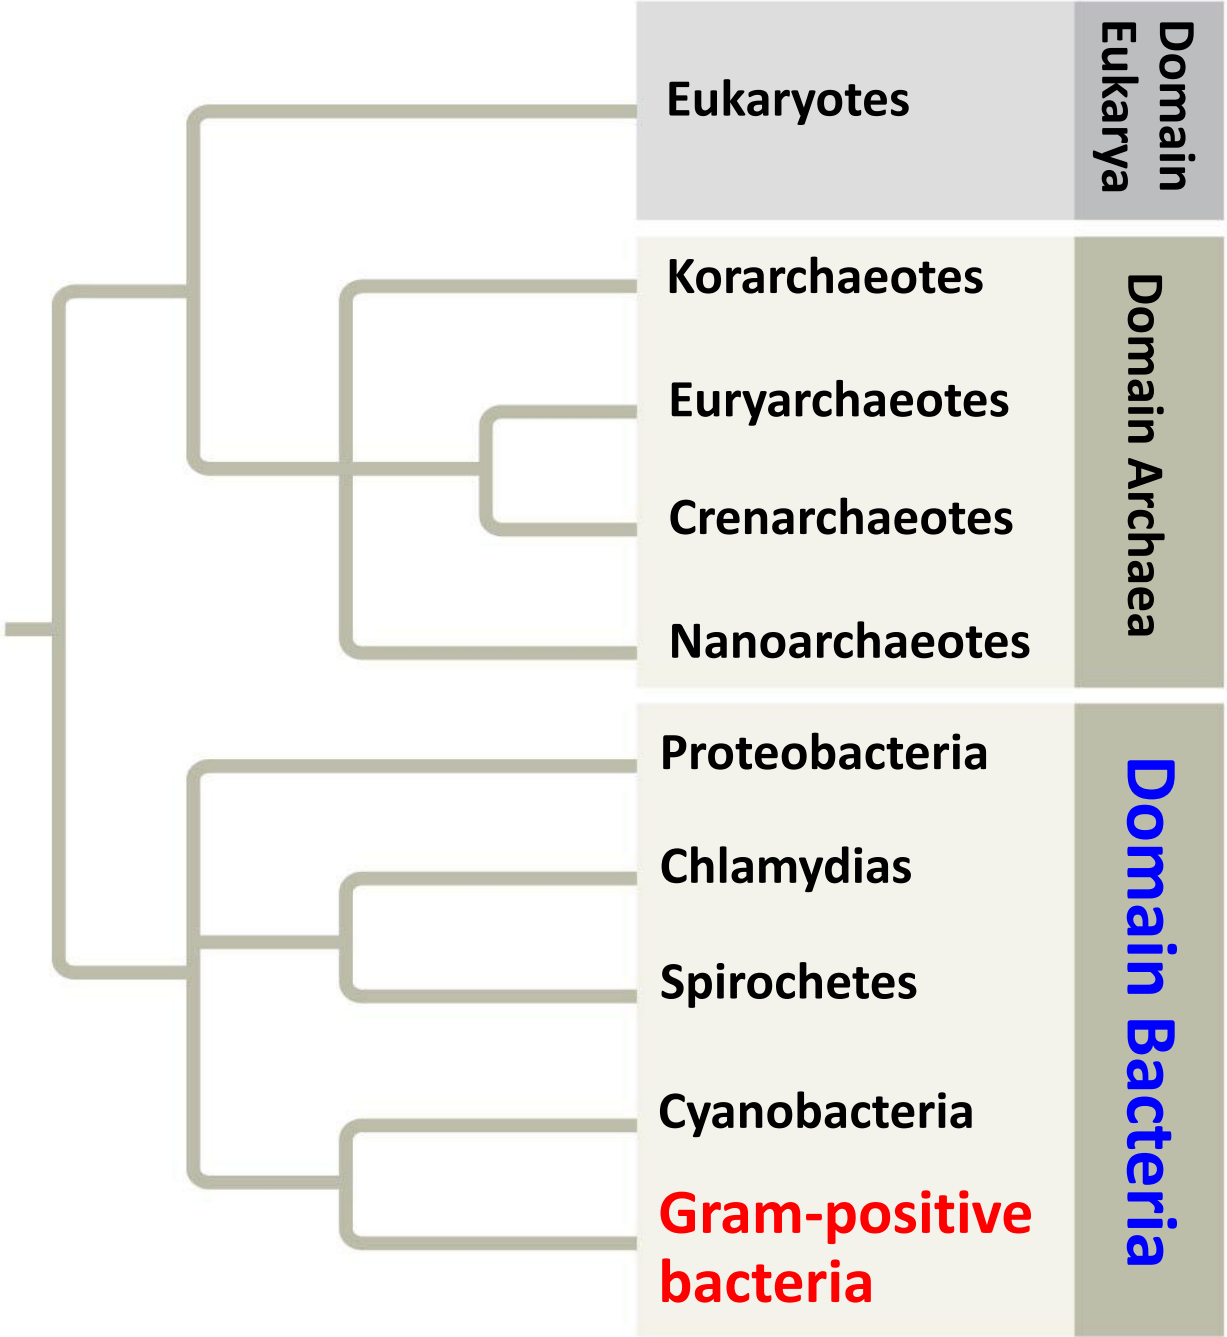 Eukaryotes
Domain
Eukarya
Korarchaeotes
Euryarchaeotes
Crenarchaeotes
Nanoarchaeotes
Domain Archaea
Proteobacteria
Chlamydias
Spirochetes
Cyanobacteria
Gram-positive
bacteria
Domain Bacteria